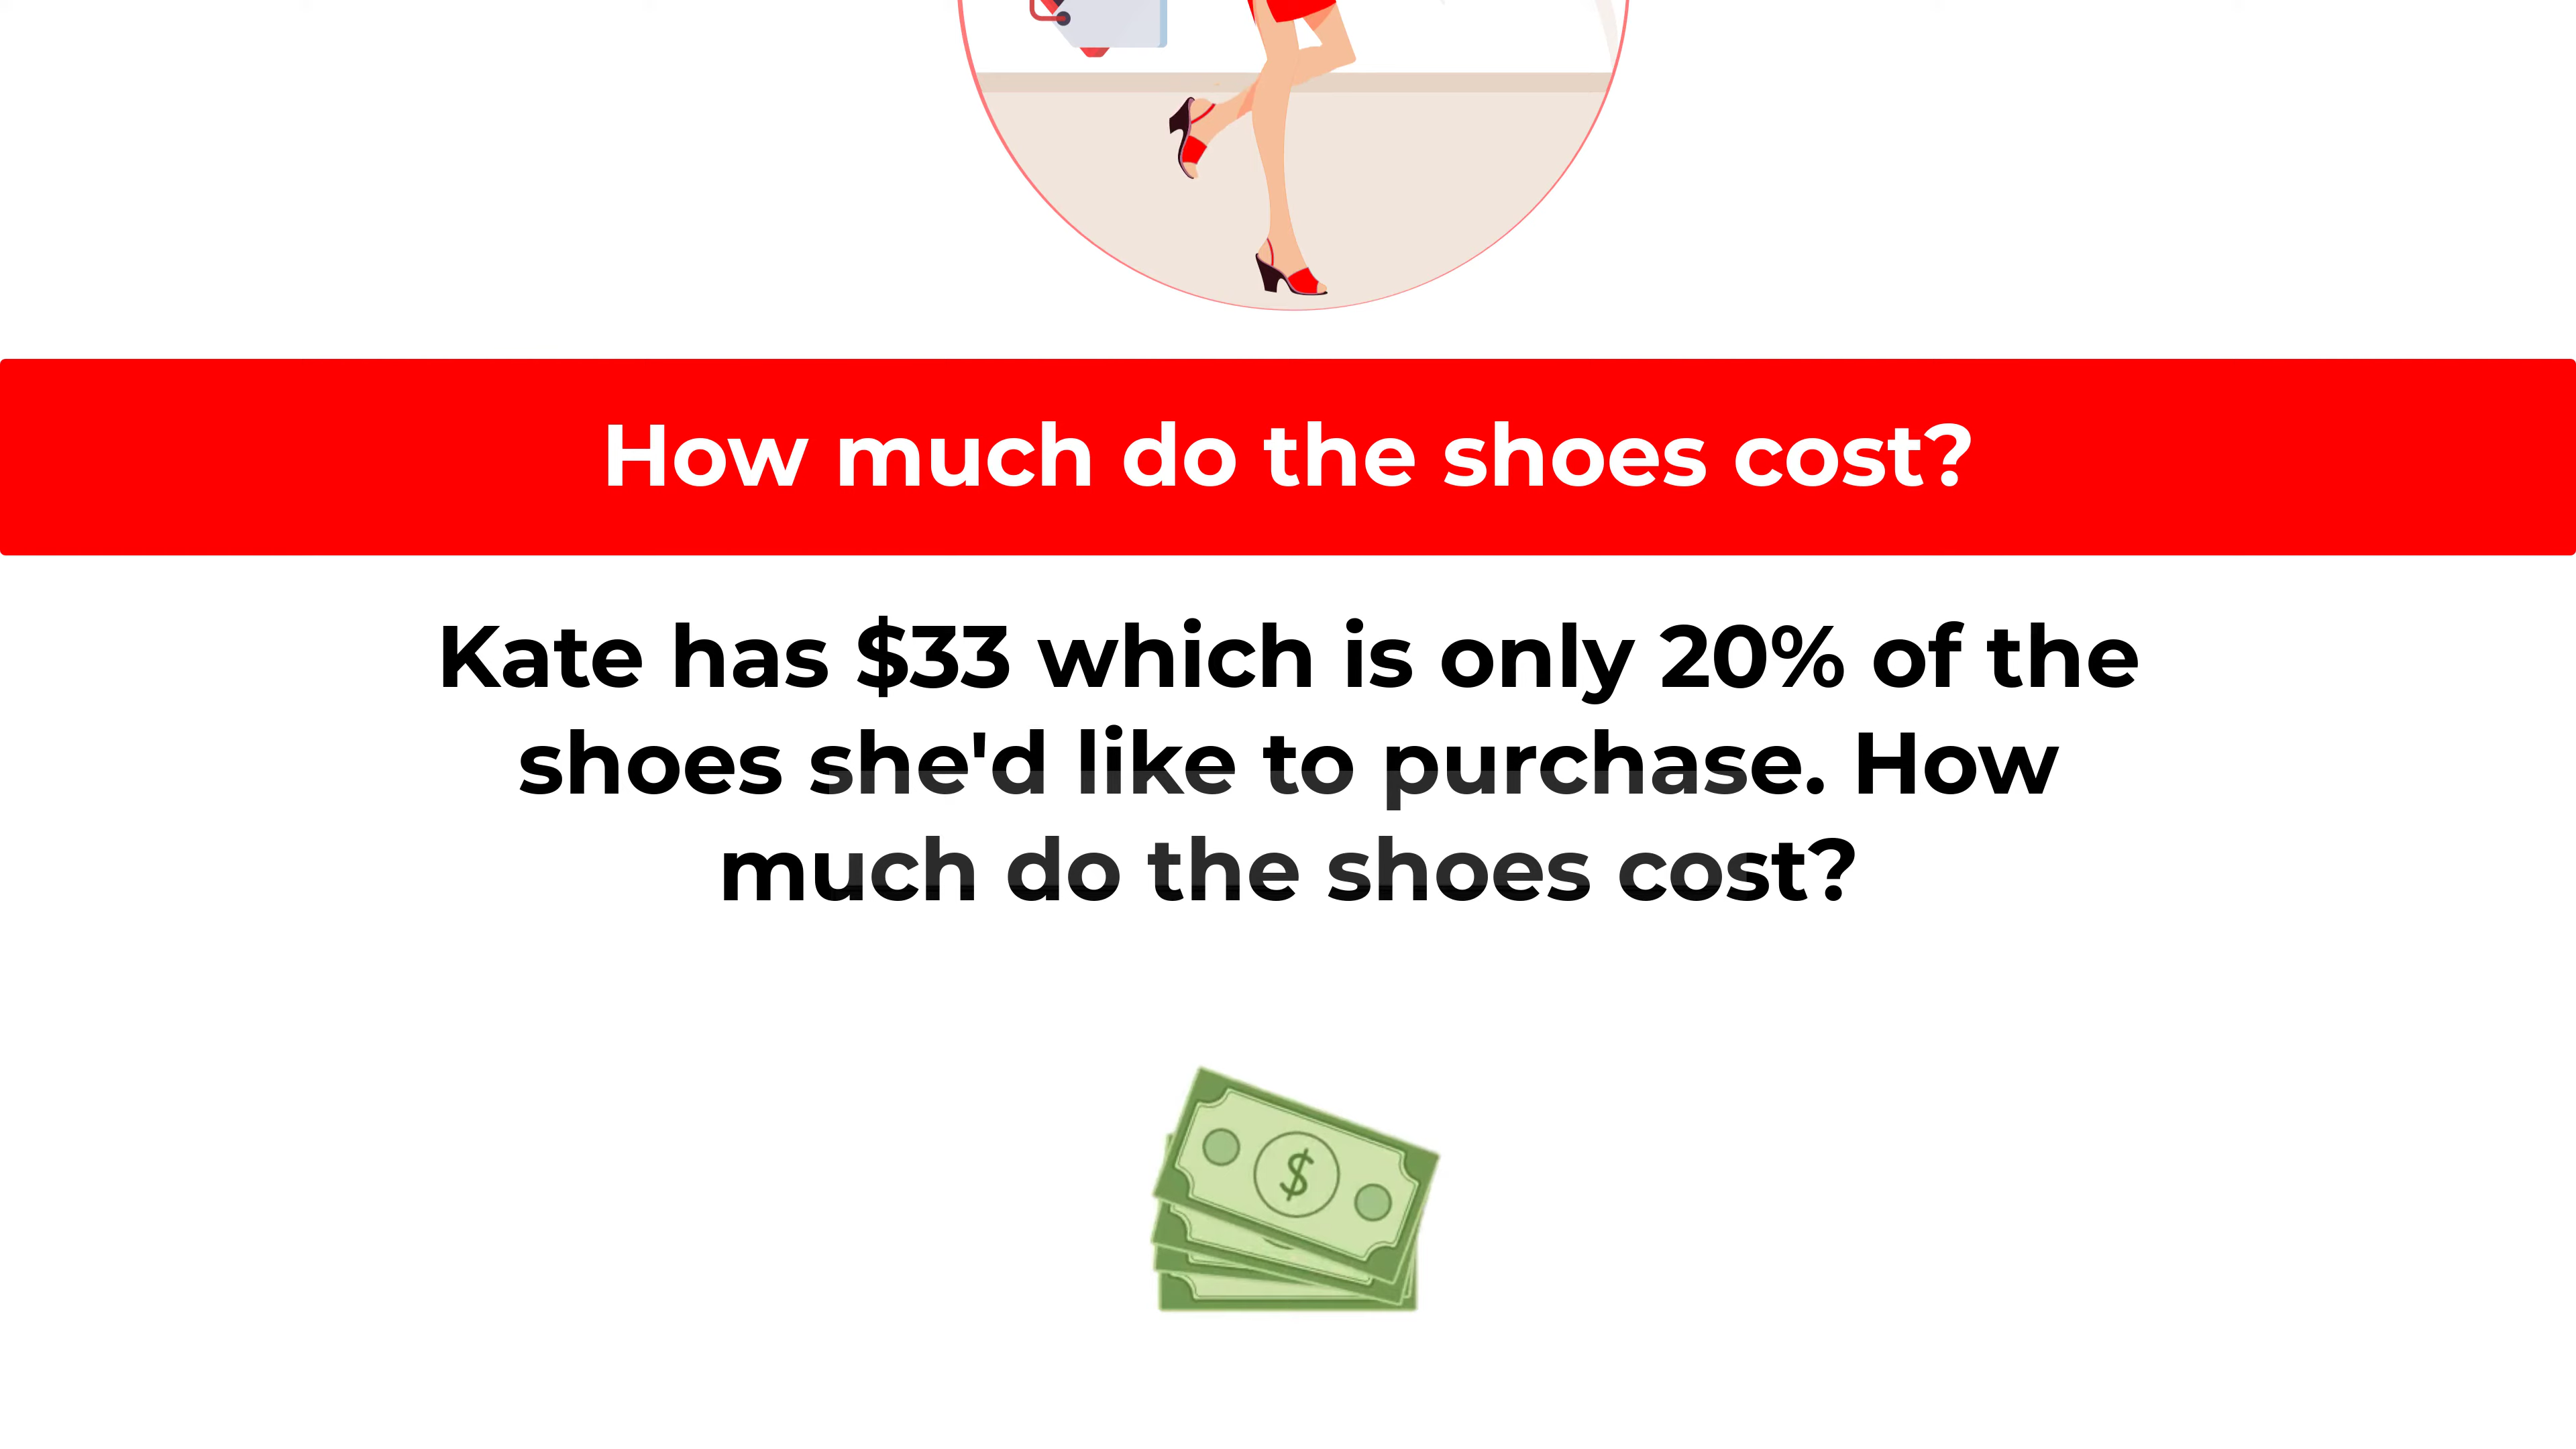 How much do the shoes cost?
Kate has $33 which is only 20% of the
shoes she'd like to purchase. How
much do the shoes cost?
$